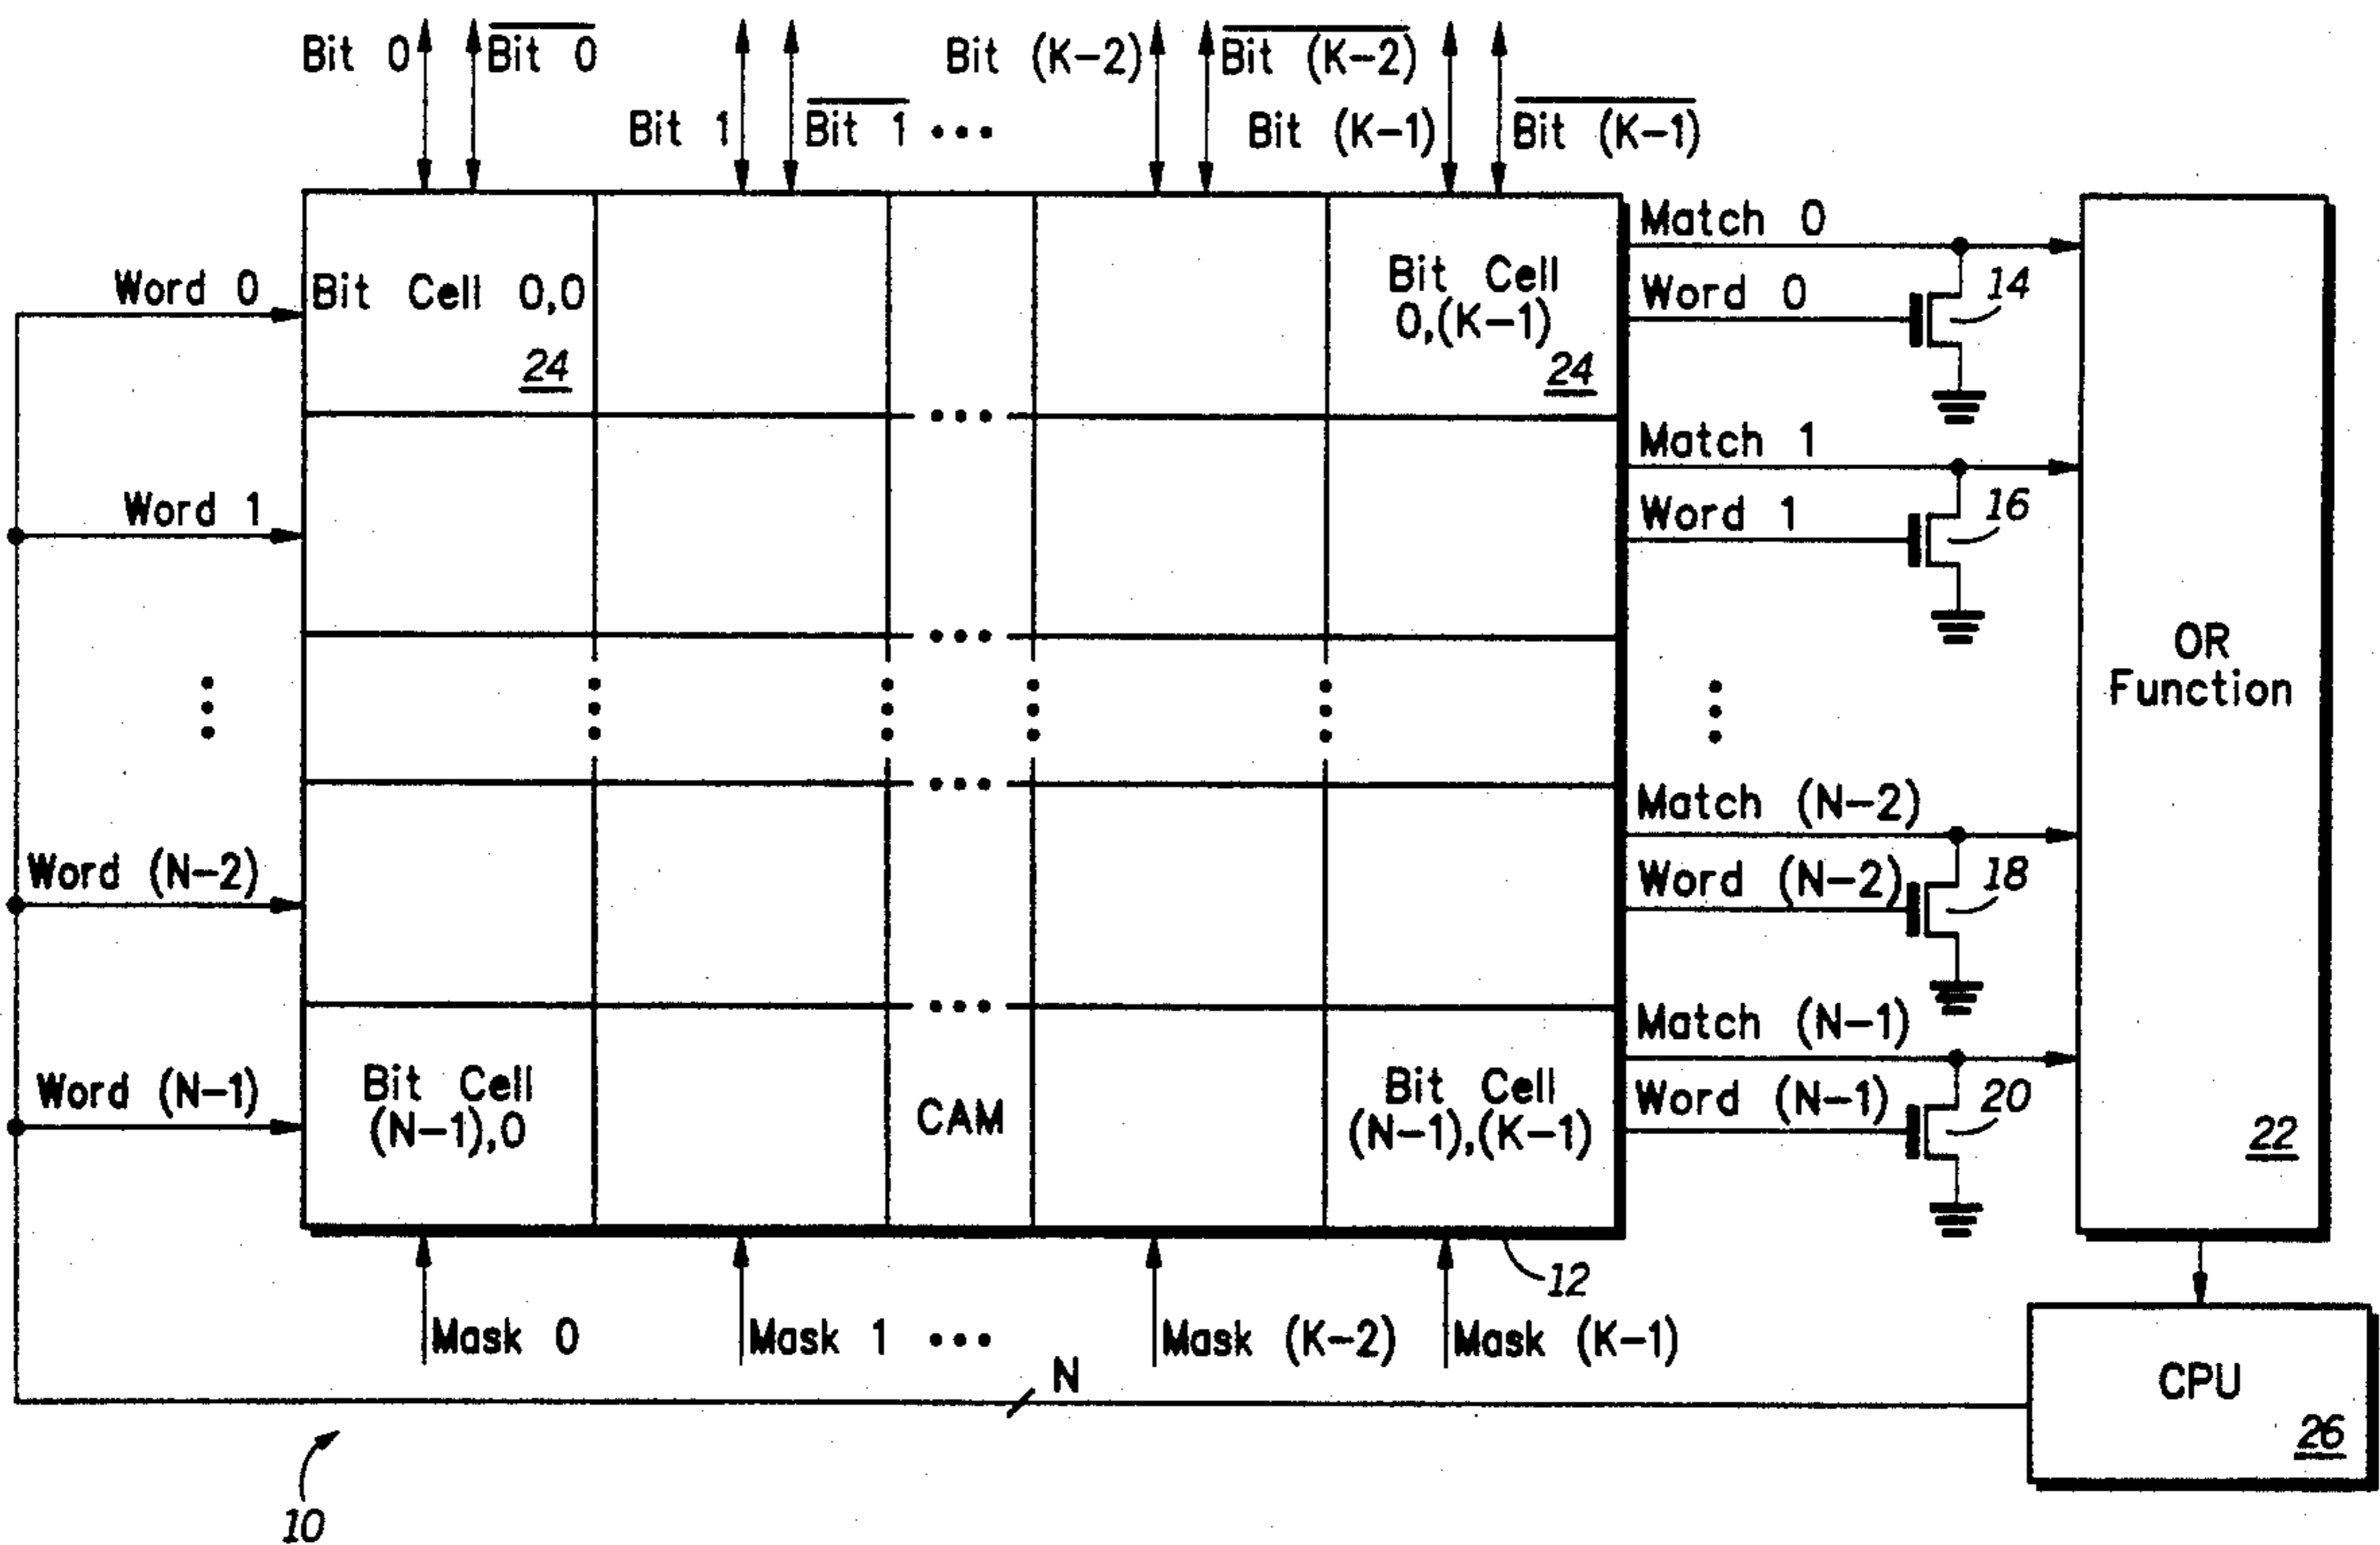 Bit 0
Bit 0
Bit 1
Bit 1 •••
Bit (K-2)
Bit (K-2)
Bit (K-1)
Bit (K-1)
Word 0
Word 1
Word (N-2)
Word (N-1)
Bit Cell 0,0
24
Bit Cell
0,(K-1)
24
Bit Cell
(N-1),0
CAM
Bit Cell
(N-1),(K-1)
Match 0
Word 0
14
Match 1
Word 1
16
Match (N-2)
Word (N-2)
18
Match (N-1)
Word (N-1)
20
OR
Function
22
12
Mask 0
Mask 1 •••
Mask (K-2)
Mask (K-1)
N
CPU
26
10